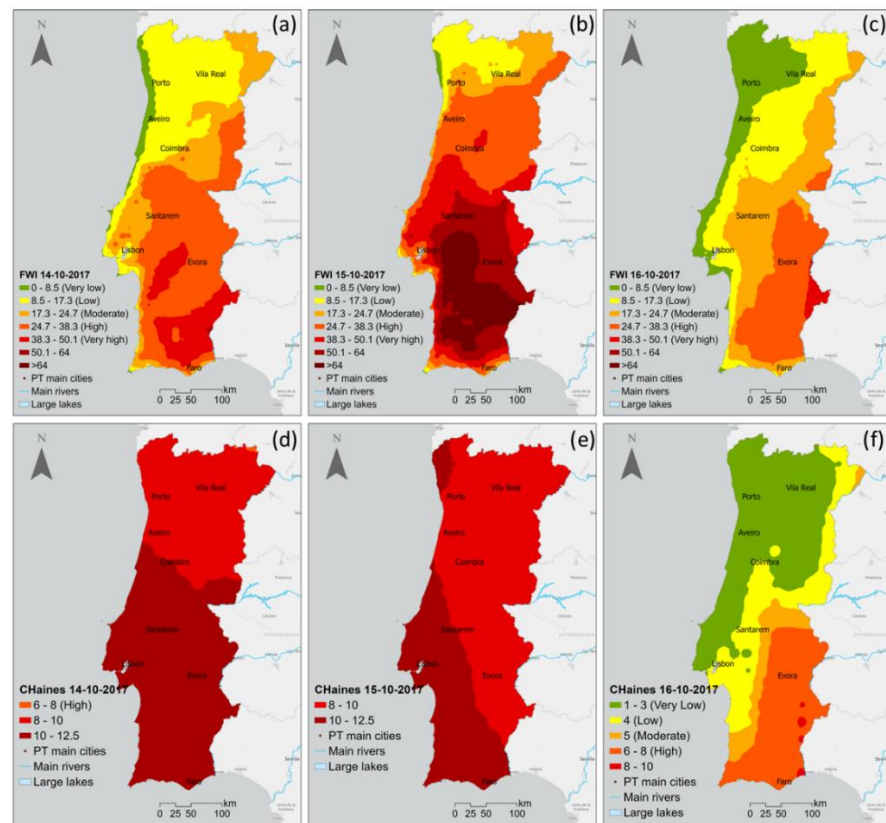 N
(a)
Porto
Vila Real
Aveiro
Coimbra
Santarem
Lisbon
Evora
Faro
FWI 14-10-2017
0 - 8.5 (Very low)
8.5 - 17.3 (Low)
17.3 - 24.7 (Moderate)
24.7 - 38.3 (High)
38.3 - 50.1 (Very high)
50.1 - 64
>64
PT main cities
Main rivers
Large lakes
km
0 25 50 100
Seville
N
(b)
Porto
Vila Real
Aveiro
Coimbra
Santarem
Lisbon
Evora
Faro
FWI 15-10-2017
0 - 8.5 (Very low)
8.5 - 17.3 (Low)
17.3 - 24.7 (Moderate)
24.7 - 38.3 (High)
38.3 - 50.1 (Very high)
50.1 - 64
>64
PT main cities
Main rivers
Large lakes
km
0 25 50 100
Seville
N
(c)
Porto
Vila Real
Aveiro
Coimbra
Santarem
Lisbon
Evora
Faro
FWI 16-10-2017
0 - 8.5 (Very low)
8.5 - 17.3 (Low)
17.3 - 24.7 (Moderate)
24.7 - 38.3 (High)
38.3 - 50.1 (Very high)
50.1 - 64
>64
PT main cities
Main rivers
Large lakes
km
0 25 50 100
Seville
N
(d)
Porto
Vila Real
Aveiro
Coimbra
Santarem
Lisbon
Evora
Faro
CHaines 14-10-2017
6 - 8 (High)
8 - 10
10 - 12.5
PT main cities
Main rivers
Large lakes
km
0 25 50 100
Seville
N
(e)
Porto
Vila Real
Aveiro
Coimbra
Santarem
Lisbon
Evora
Faro
CHaines 15-10-2017
8 - 10
10 - 12.5
PT main cities
Main rivers
Large lakes
km
0 25 50 100
Seville
N
(f)
Porto
Vila Real
Aveiro
Coimbra
Santarem
Lisbon
Evora
Faro
CHaines 16-10-2017
1 - 3 (Very Low)
4 (Low)
5 (Moderate)
6 - 8 (High)
8 - 10
PT main cities
Main rivers
Large lakes
km
0 25 50 100
Seville